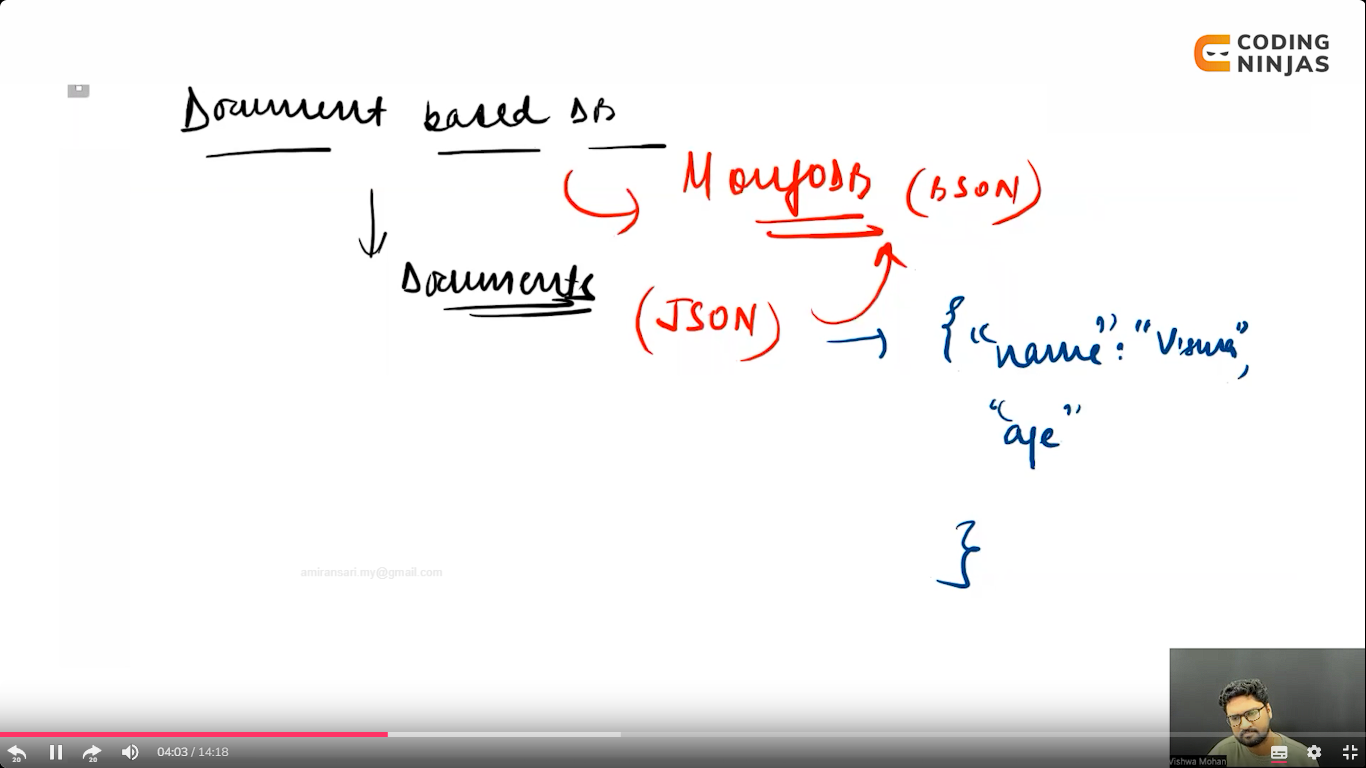 CODING
NINJAS
Document based DB
MongoDB (BSON)
Documents
(JSON)
{ "name": "Vishwa",
"age"
}
amiransari.my@gmail.com
20
20
04:03 / 14:18
Vishwa Mohan